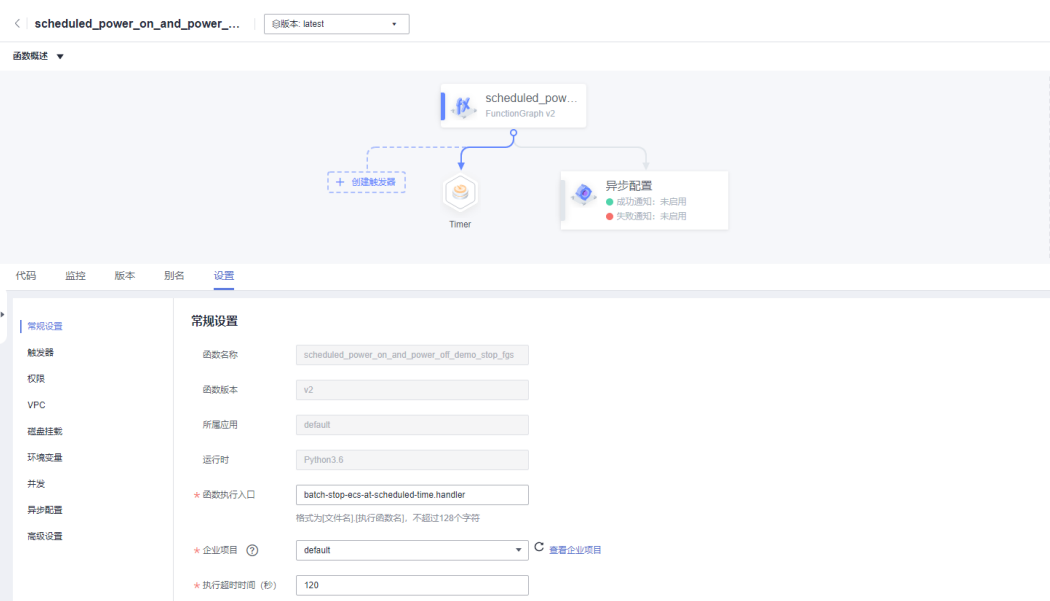 scheduled_power_on_and_power_...
版本: latest
函数概述
scheduled_pow...
FunctionGraph v2
创建触发器
Timer
异步配置
成功通知：未启用
失败通知：未启用
代码 监控 版本 别名 设置
常规设置
触发器
权限
VPC
磁盘挂载
环境变量
并发
异步配置
高级设置
常规设置
函数名称 scheduled_power_on_and_power_off_demo_stop_fgs
函数版本 v2
所属应用 default
运行时 Python3.6
* 函数执行入口 batch-stop-ecs-at-scheduled-time.handler
格式为[文件名].[执行函数名]，不超过128个字符
* 企业项目 ? default 查看企业项目
* 执行超时时间（秒） 120